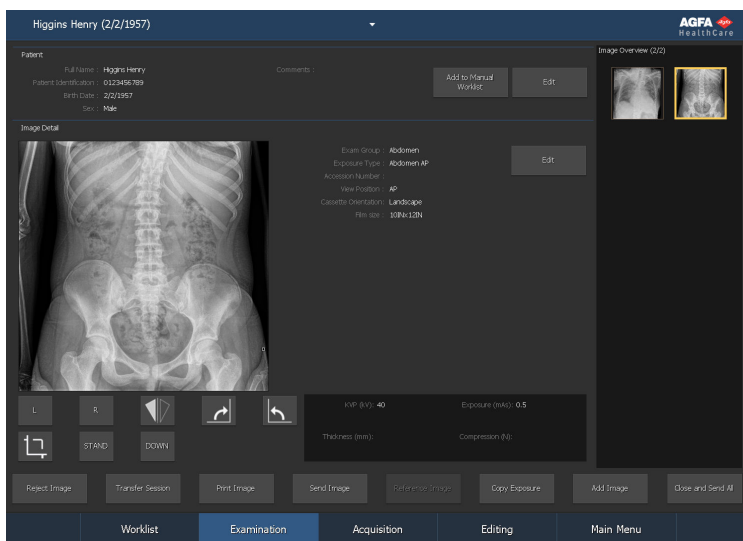 Higgins Henry (2/2/1957)
AGFA
HealthCare
Patient
Full Name : Higgins Henry
Patient Identification : 0123456789
Birth Date : 2/2/1957
Sex : Male
Comments :
Add to Manual
Worklist
Edit
Image Overview (2/2)
Image Detail
Exam Group : Abdomen
Exposure Type : Abdomen AP
Accession Number :
View Position : AP
Cassette Orientation: Landscape
Film size : 10INx12IN
Edit
L
R
STAND
DOWN
KVP (kV): 40
Exposure (mAs): 0.5
Thickness (mm):
Compression (N):
Reject Image
Transfer Session
Print Image
Send Image
Reference Image
Copy Exposure
Add Image
Close and Send All
Worklist
Examination
Acquisition
Editing
Main Menu